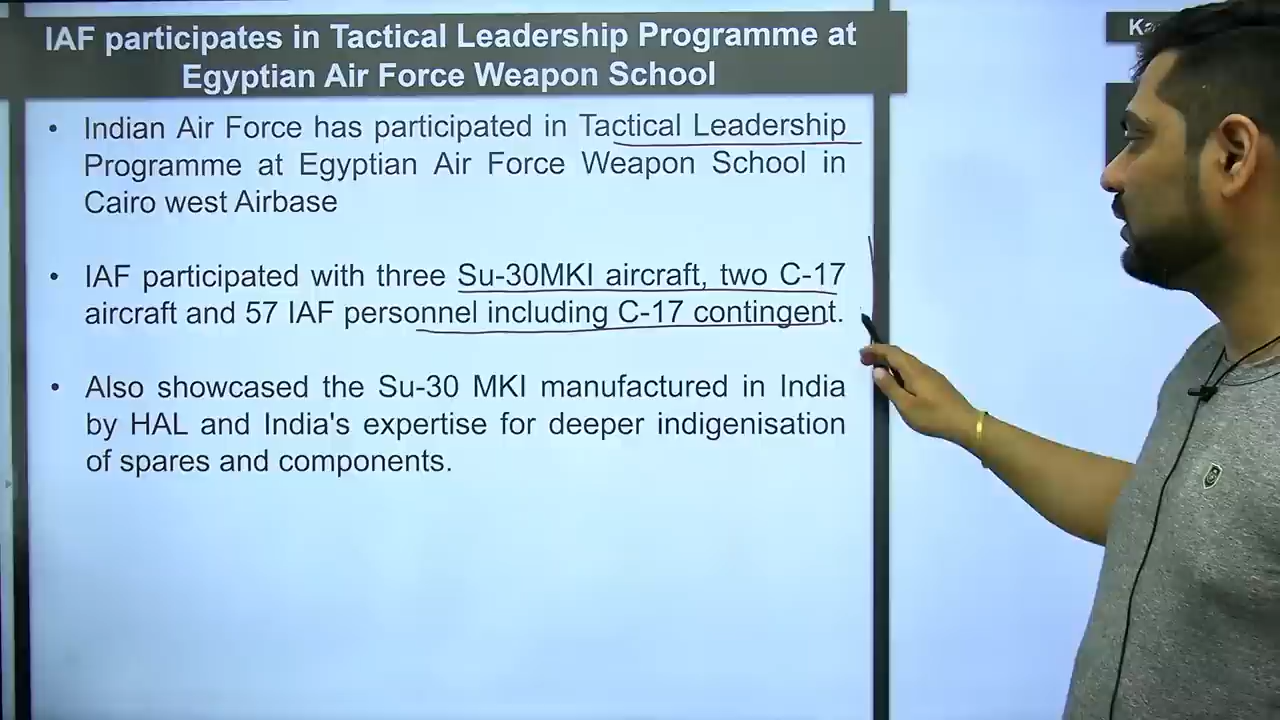 IAF participates in Tactical Leadership Programme at
Egyptian Air Force Weapon School
• Indian Air Force has participated in Tactical Leadership
Programme at Egyptian Air Force Weapon School in
Cairo west Airbase
• IAF participated with three Su-30MKI aircraft, two C-17
aircraft and 57 IAF personnel including C-17 contingent.
• Also showcased the Su-30 MKI manufactured in India
by HAL and India's expertise for deeper indigenisation
of spares and components.